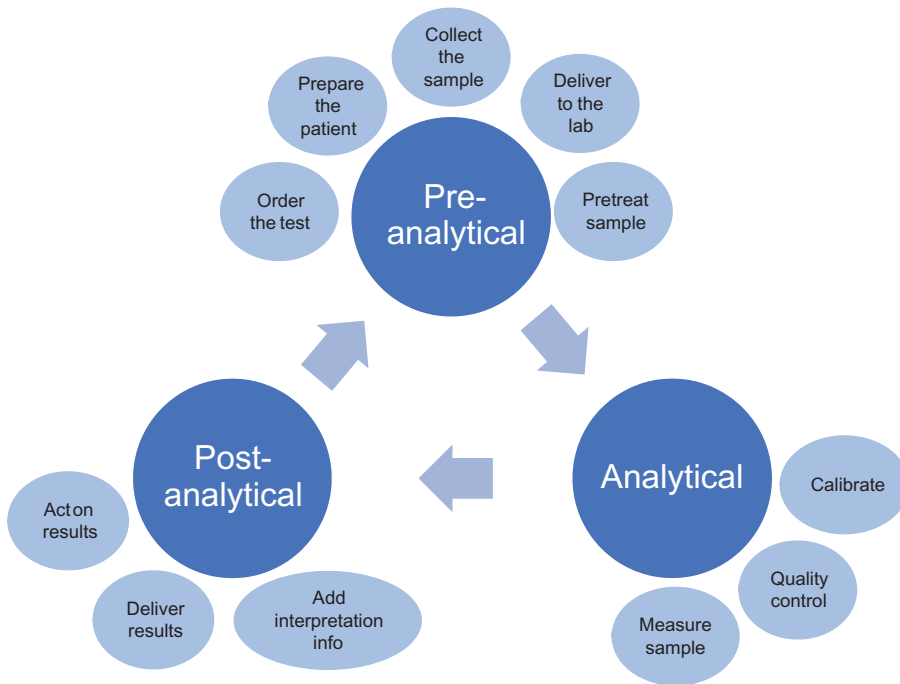 Collect
the
sample
Prepare
the
patient
Deliver
to the
lab
Order
the test
Pre-
analytical
Pretreat
sample
Post-
analytical
Analytical
Calibrate
Act on
results
Quality
control
Deliver
results
Add
interpretation
info
Measure
sample